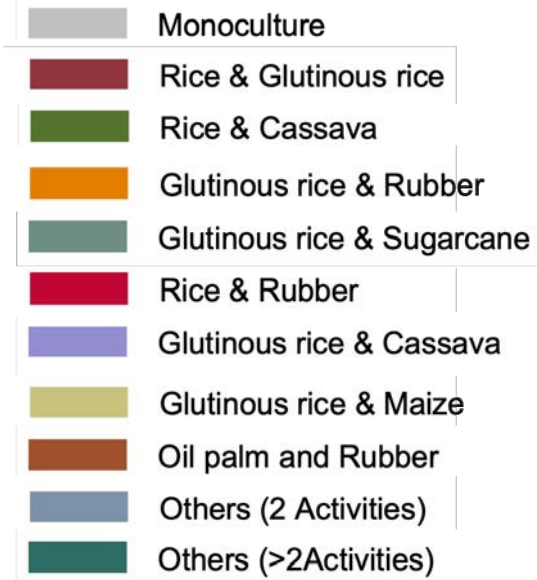 Monoculture
Rice & Glutinous rice
Rice & Cassava
Glutinous rice & Rubber
Glutinous rice & Sugarcane
Rice & Rubber
Glutinous rice & Cassava
Glutinous rice & Maize
Oil palm and Rubber
Others (2 Activities)
Others (>2Activities)